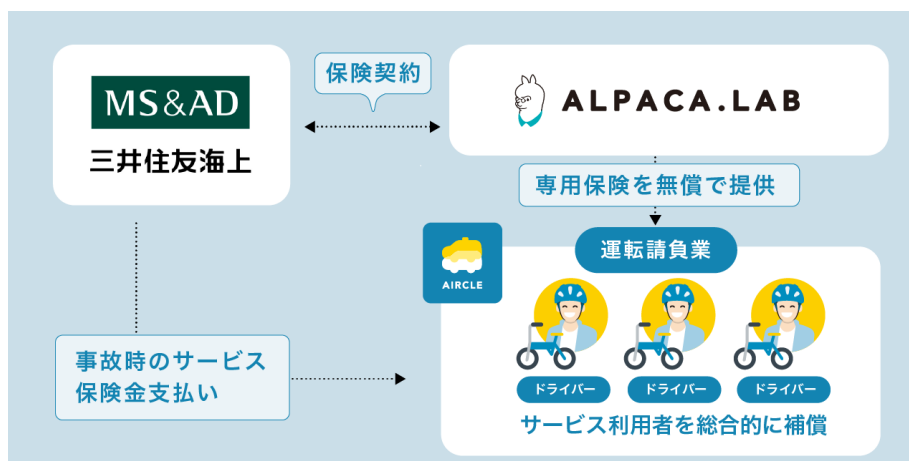 MS&AD
三井住友海上
保険契約
ALPACA.LAB
専用保険を無償で提供
AIRCLE
運転請負業
ドライバー
ドライバー
ドライバー
サービス利用者を総合的に補償
事故時のサービス
保険金支払い